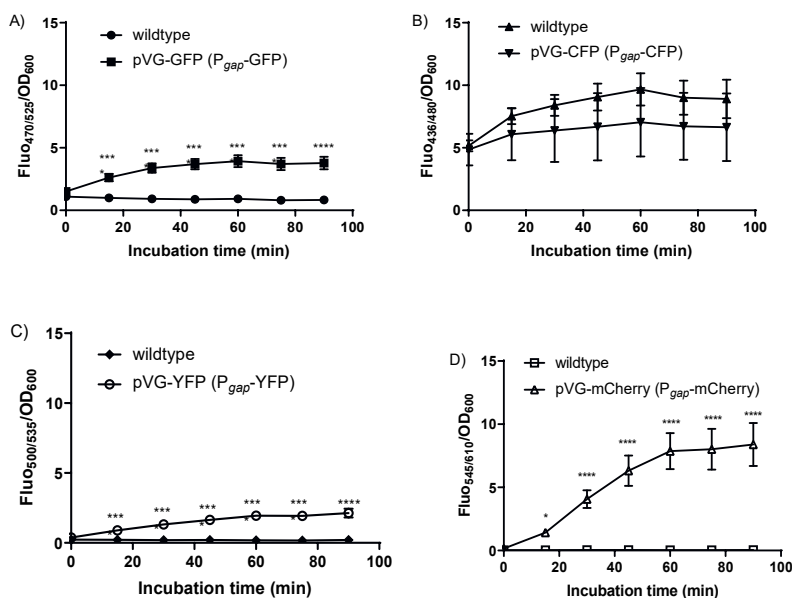 A)
wildtype
pVG-GFP (Pgap-GFP)
Fluo470/525/OD600
15
10
5
0
*** *** *** *** *** ****
* * * * *
0 20 40 60 80 100
Incubation time (min)
B)
wildtype
pVG-CFP (Pgap-CFP)
Fluo436/480/OD600
15
10
5
0
0 20 40 60 80 100
Incubation time (min)
C)
wildtype
pVG-YFP (Pgap-YFP)
Fluo500/535/OD600
15
10
5
0
*** *** *** *** *** ****
* * * * *
0 20 40 60 80 100
Incubation time (min)
D)
wildtype
pVG-mCherry (Pgap-mCherry)
Fluo545/610/OD600
15
10
5
0
* **** **** **** **** ****
0 20 40 60 80 100
Incubation time (min)